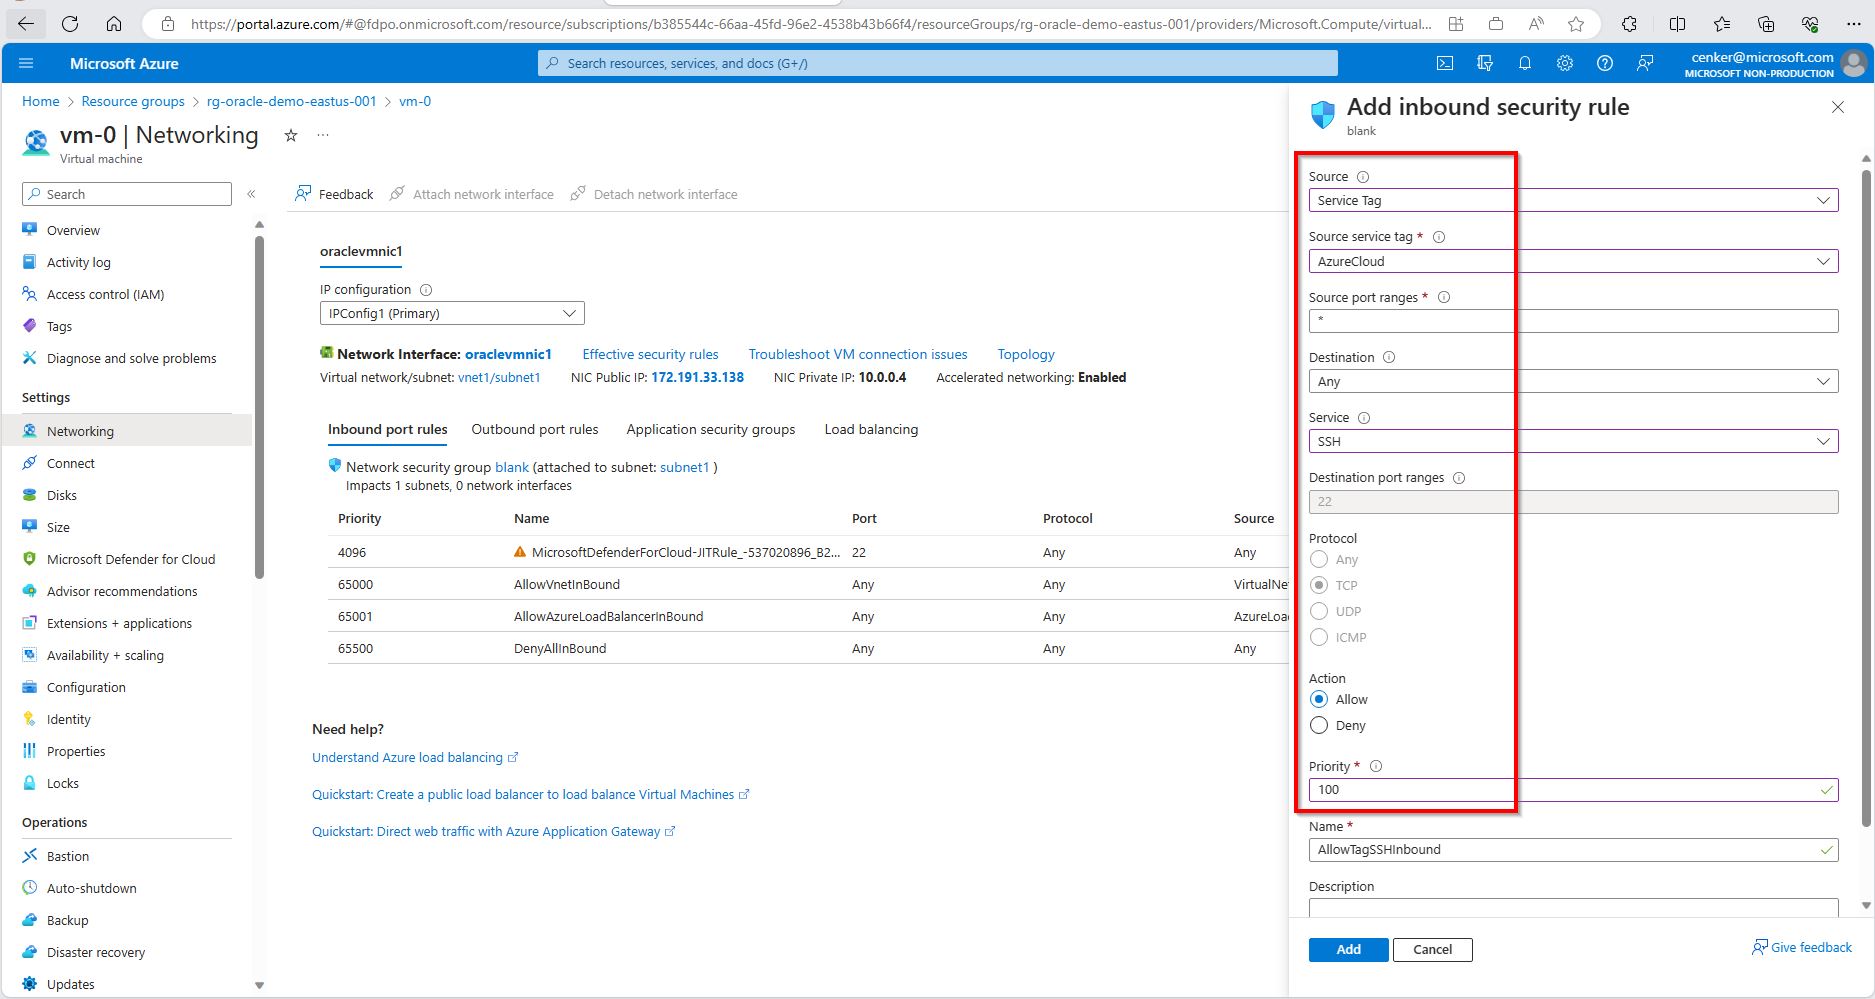 https://portal.azure.com/#@fdpo.onmicrosoft.com/resource/subscriptions/b385544c-66aa-45fd-96e2-4538b43b66f4/resourceGroups/rg-oracle-demo-eastus-001/providers/Microsoft.Compute/virtual...
Microsoft Azure
Search resources, services, and docs (G+/)
cenker@microsoft.com
MICROSOFT NON-PRODUCTION
Home > Resource groups > rg-oracle-demo-eastus-001 > vm-0
vm-0 | Networking
Virtual machine
Search
Overview
Activity log
Access control (IAM)
Tags
Diagnose and solve problems
Settings
Networking
Connect
Disks
Size
Microsoft Defender for Cloud
Advisor recommendations
Extensions + applications
Availability + scaling
Configuration
Identity
Properties
Locks
Operations
Bastion
Auto-shutdown
Backup
Disaster recovery
Updates
Feedback Attach network interface Detach network interface
oraclevmnic1
IP configuration
IPConfig1 (Primary)
Network Interface: oraclevmnic1 Effective security rules Troubleshoot VM connection issues Topology
Virtual network/subnet: vnet1/subnet1 NIC Public IP: 172.191.33.138 NIC Private IP: 10.0.0.4 Accelerated networking: Enabled
Inbound port rules Outbound port rules Application security groups Load balancing
Network security group blank (attached to subnet: subnet1 )
Impacts 1 subnets, 0 network interfaces
Priority Name Port Protocol Source
4096 MicrosoftDefenderForCloud-JITRule_-537020896_B2... 22 Any Any
65000 AllowVnetInBound Any Any VirtualNe
65001 AllowAzureLoadBalancerInBound Any Any AzureLoa
65500 DenyAllInBound Any Any Any
Need help?
Understand Azure load balancing
Quickstart: Create a public load balancer to load balance Virtual Machines
Quickstart: Direct web traffic with Azure Application Gateway
Add inbound security rule
blank
Source
Service Tag
Source service tag *
AzureCloud
Source port ranges *
*
Destination
Any
Service
SSH
Destination port ranges
22
Protocol
Any
TCP
UDP
ICMP
Action
Allow
Deny
Priority *
100
Name *
AllowTagSSHInbound
Description
Add Cancel Give feedback